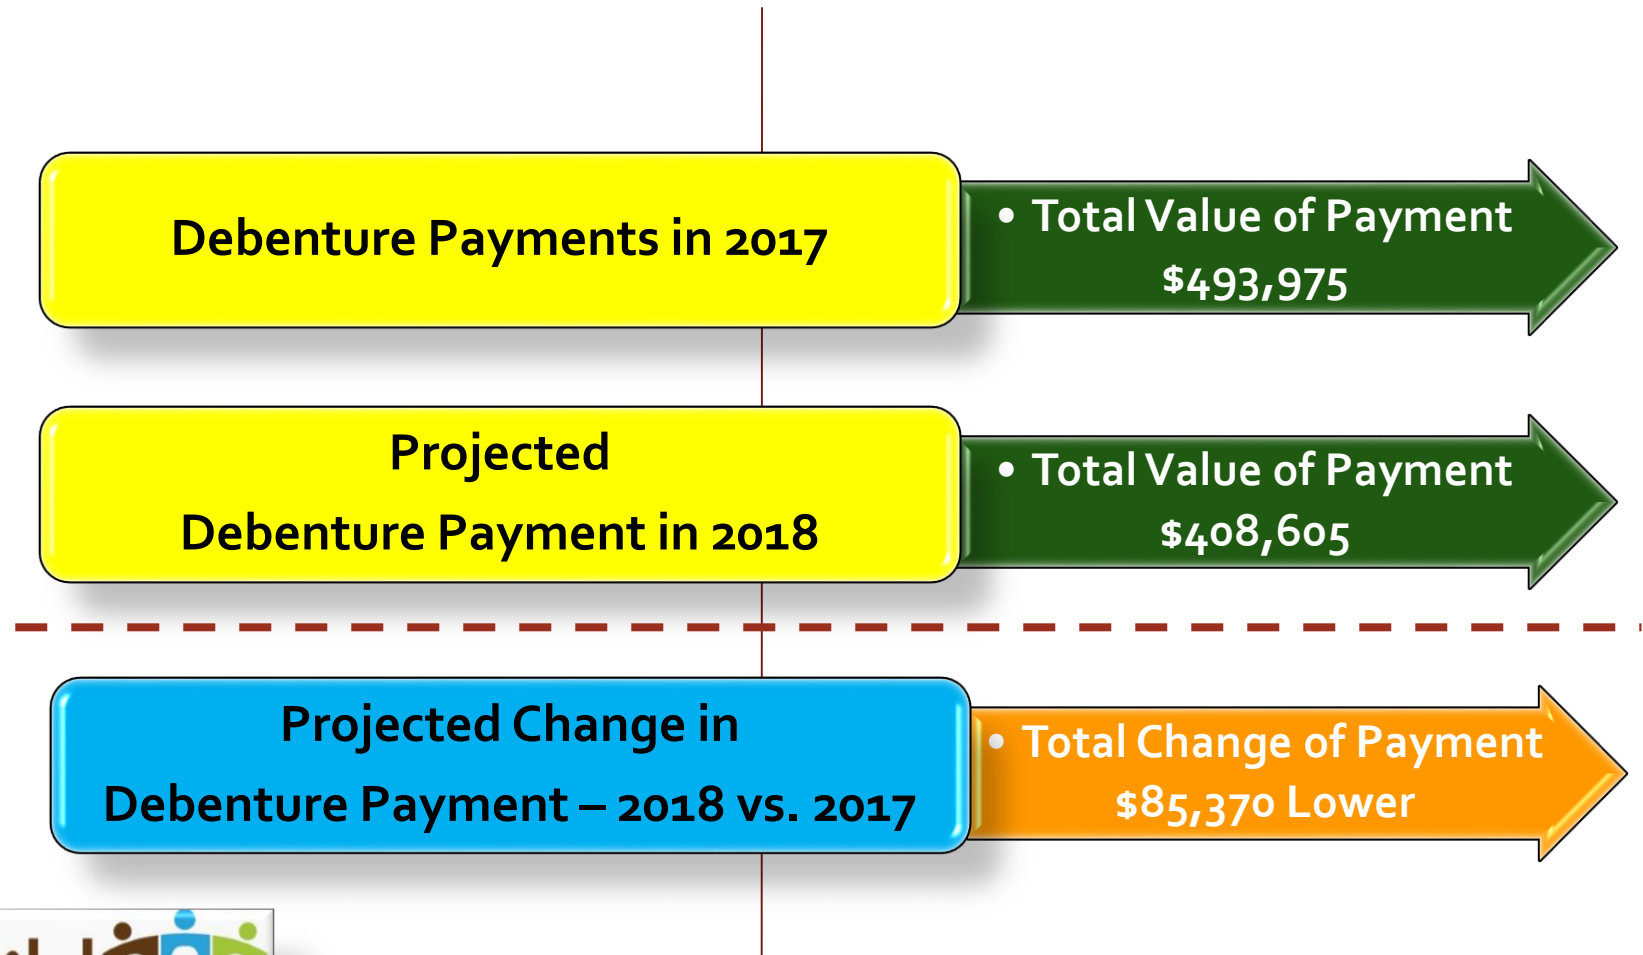 Debenture Payments in 2017
• Total Value of Payment
$493,975
Projected
Debenture Payment in 2018
• Total Value of Payment
$408,605
Projected Change in
Debenture Payment – 2018 vs. 2017
• Total Change of Payment
$85,370 Lower